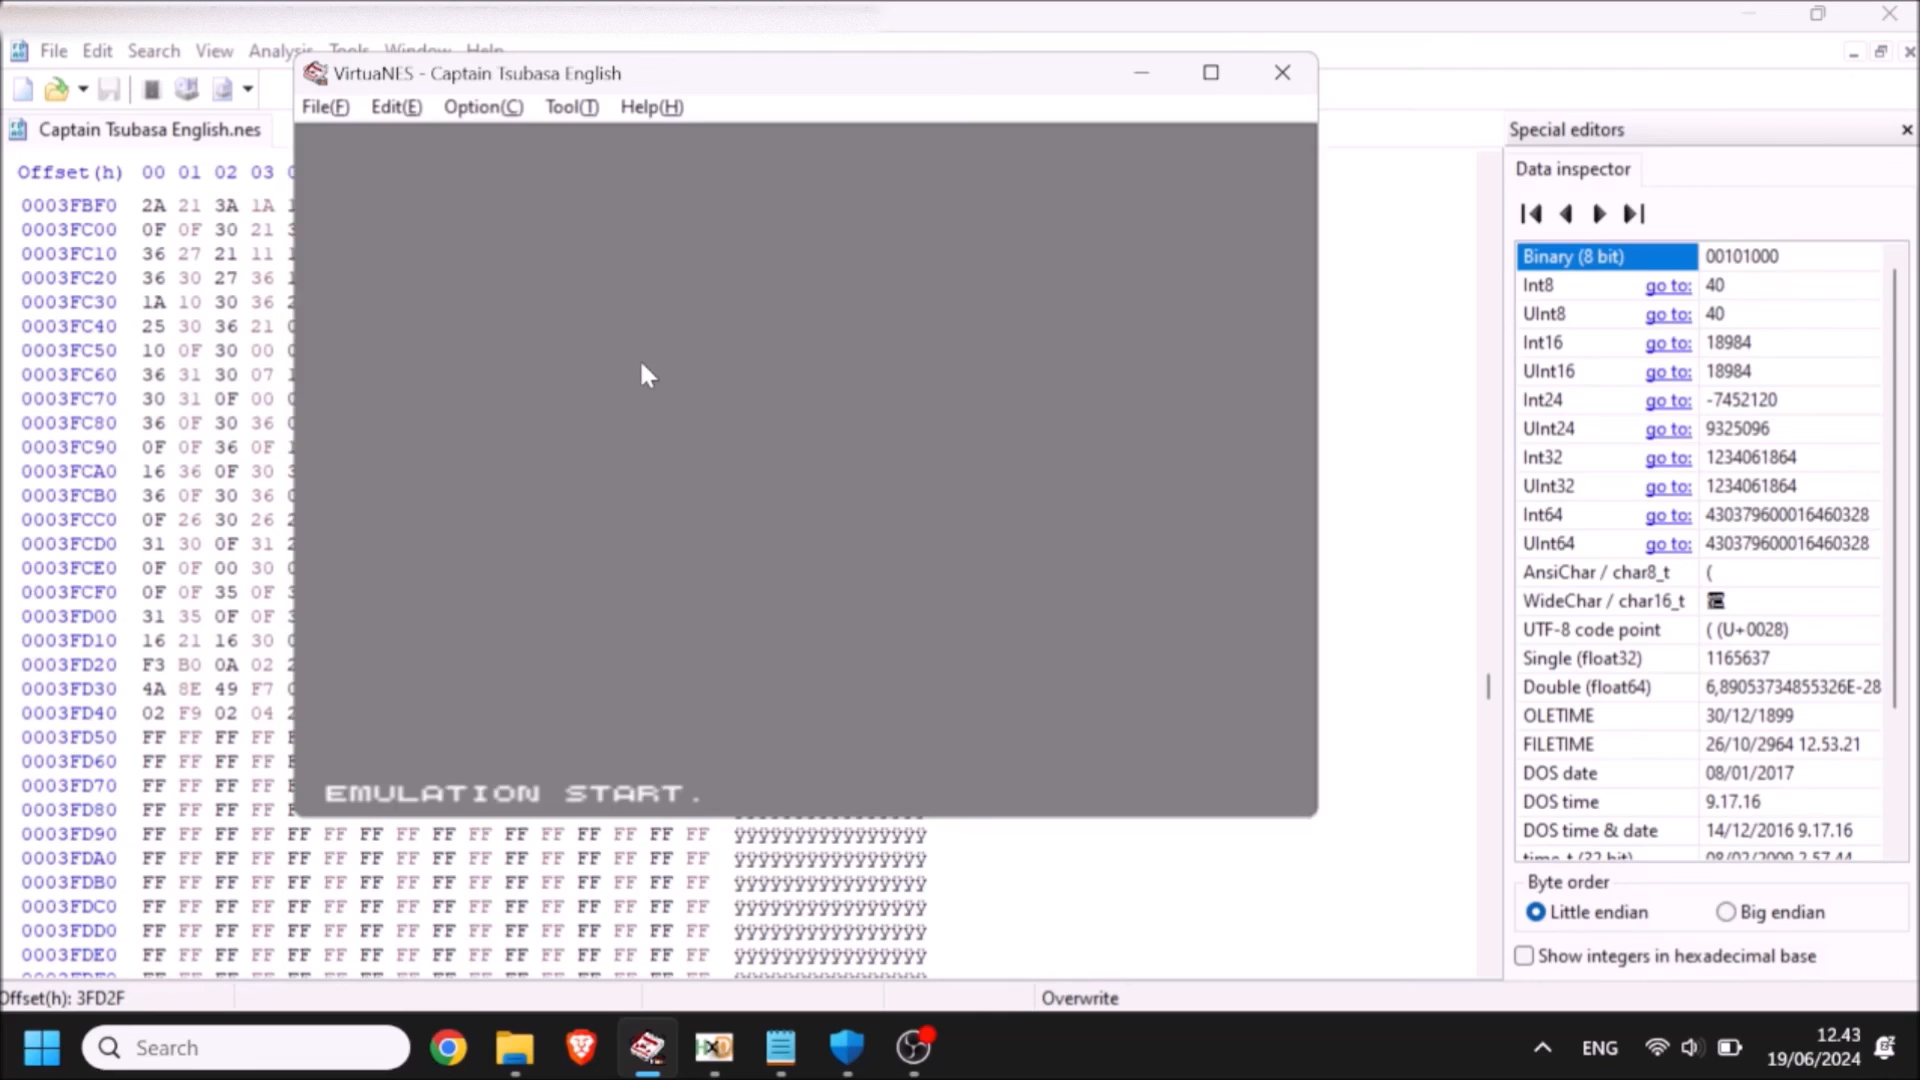 File Edit Search View Analysis Tools Window Help
VirtuaNES - Captain Tsubasa English
File(F) Edit(E) Option(C) Tool(T) Help(H)
Captain Tsubasa English.nes
Offset(h) 00 01 02 03
0003FBF0 2A 21 3A 1A
0003FC00 0F 0F 30 21
0003FC10 36 27 21 11
0003FC20 36 30 27 36
0003FC30 1A 10 30 36
0003FC40 25 30 36 21
0003FC50 10 0F 30 00
0003FC60 36 31 30 07
0003FC70 30 31 0F 00
0003FC80 36 0F 30 36
0003FC90 0F 0F 36 0F
0003FCA0 16 36 0F 30
0003FCB0 36 0F 30 36
0003FCC0 0F 26 30 26
0003FCD0 31 30 0F 31
0003FCE0 0F 0F 00 30
0003FCF0 0F 0F 35 0F
0003FD00 31 35 0F 0F
0003FD10 16 21 16 30
0003FD20 F3 B0 0A 02
0003FD30 4A 8E 49 F7
0003FD40 02 F9 02 04
0003FD50 FF FF FF FF
0003FD60 FF FF FF FF
0003FD70 FF FF FF FF
0003FD80 FF FF FF FF
0003FD90 FF FF FF FF FF FF FF FF FF FF FF FF FF FF FF FF ÿÿÿÿÿÿÿÿÿÿÿÿÿÿÿÿ
0003FDA0 FF FF FF FF FF FF FF FF FF FF FF FF FF FF FF FF ÿÿÿÿÿÿÿÿÿÿÿÿÿÿÿÿ
0003FDB0 FF FF FF FF FF FF FF FF FF FF FF FF FF FF FF FF ÿÿÿÿÿÿÿÿÿÿÿÿÿÿÿÿ
0003FDC0 FF FF FF FF FF FF FF FF FF FF FF FF FF FF FF FF ÿÿÿÿÿÿÿÿÿÿÿÿÿÿÿÿ
0003FDD0 FF FF FF FF FF FF FF FF FF FF FF FF FF FF FF FF ÿÿÿÿÿÿÿÿÿÿÿÿÿÿÿÿ
0003FDE0 FF FF FF FF FF FF FF FF FF FF FF FF FF FF FF FF ÿÿÿÿÿÿÿÿÿÿÿÿÿÿÿÿ
EMULATION START.
Special editors
Data inspector
Binary (8 bit) 00101000
Int8 go to: 40
UInt8 go to: 40
Int16 go to: 18984
UInt16 go to: 18984
Int24 go to: -7452120
UInt24 go to: 9325096
Int32 go to: 1234061864
UInt32 go to: 1234061864
Int64 go to: 430379600016460328
UInt64 go to: 430379600016460328
AnsiChar / char8_t (
WideChar / char16_t
UTF-8 code point ( (U+0028)
Single (float32) 1165637
Double (float64) 6,89053734855326E-28
OLETIME 30/12/1899
FILETIME 26/10/2964 12.53.21
DOS date 08/01/2017
DOS time 9.17.16
DOS time & date 14/12/2016 9.17.16
time_t (32 bit) 08/02/2009 2.57.44
Byte order
Little endian Big endian
Show integers in hexadecimal base
Offset(h): 3FD2F Overwrite
Search ENG 12.43
19/06/2024